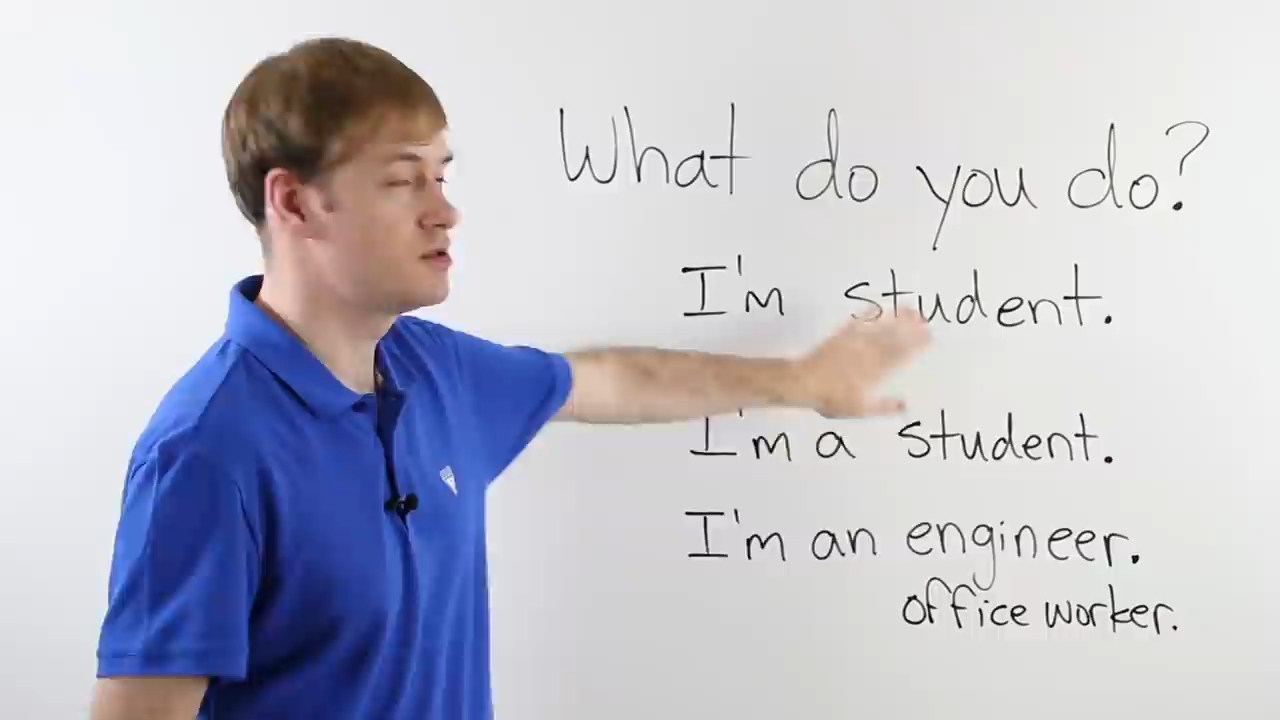 What do you do?
I'm student.
I'm a student.
I'm an engineer.
office worker.